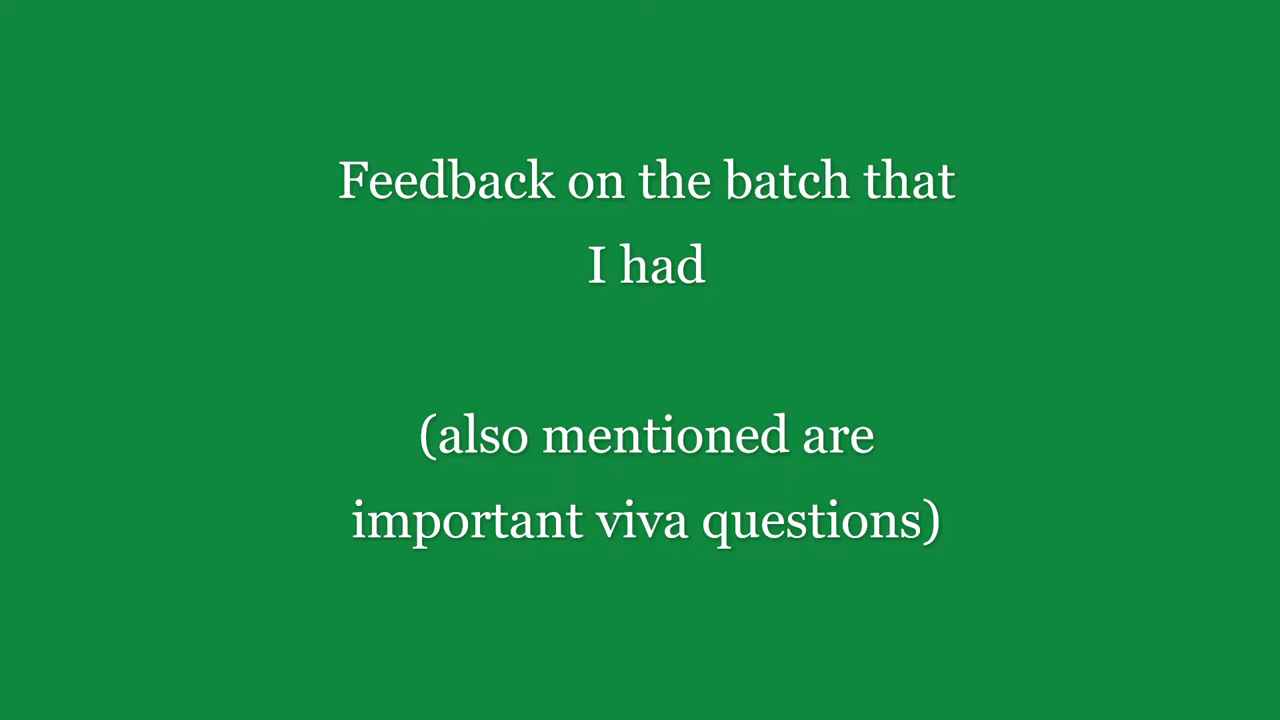 Feedback on the batch that
I had
(also mentioned are
important viva questions)